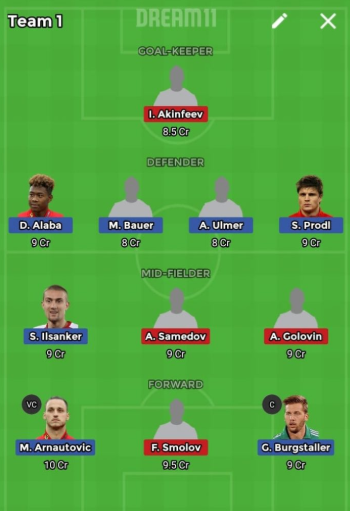 Team 1
DREAM11
GOAL-KEEPER
I. Akinfeev
8.5 Cr
DEFENDER
D. Alaba
M. Bauer
A. Ulmer
S. Prodl
9 Cr
8 Cr
8 Cr
9 Cr
MID-FIELDER
S. Ilsanker
A. Samedov
A. Golovin
9 Cr
9 Cr
9 Cr
FORWARD
VC
C
M. Arnautovic
F. Smolov
G. Burgstaller
10 Cr
9.5 Cr
9 Cr